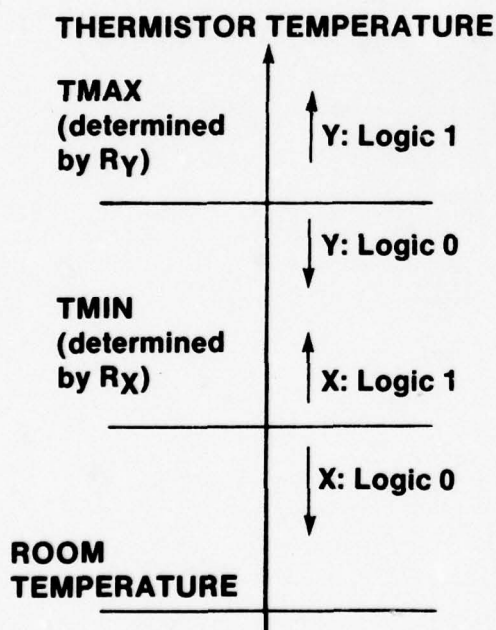 THERMISTOR TEMPERATURE
TMAX
(determined
by RY)
Y: Logic 1
Y: Logic 0
TMIN
(determined
by RX)
X: Logic 1
X: Logic 0
ROOM
TEMPERATURE